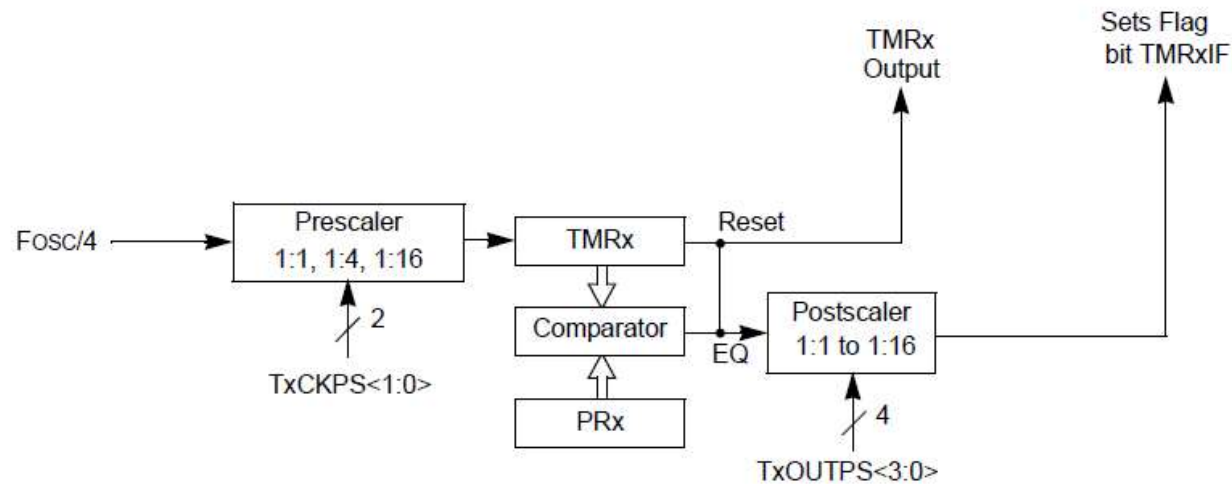 Sets Flag
bit TMRxIF
TMRx
Output
Prescaler
1:1, 1:4, 1:16
FOSC/4
TMRx
Reset
2
Comparator
EQ
Postscaler
1:1 to 1:16
TxCKPS<1:0>
PRx
4
TxOUTPS<3:0>